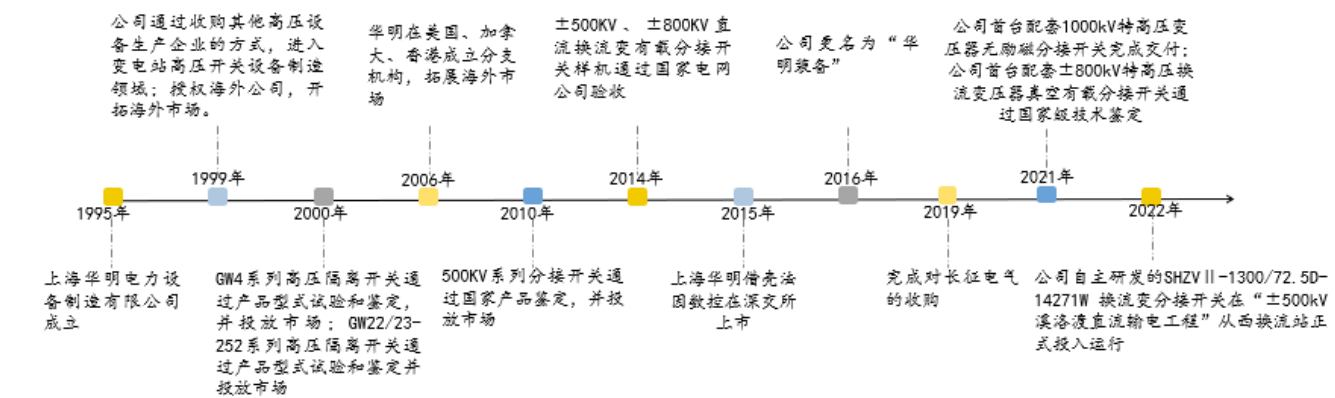 公司通过收购其他高压设
备生产企业的方式，进入
变电站高压开关设备制造
领域；授权海外公司，开
拓海外市场。
华明在美国、加拿
大、香港成立分支
机构，拓展海外市
场
±500KV、±800KV直
流换流变有载分接开
关样机通过国家电网
公司验收
公司更名为“华
明装备”
公司首台配套1000kV特高压变
压器无励磁分接开关完成交付；
公司首台配套±800kV特高压换
流变压器真空有载分接开关通
过国家级技术鉴定
1999年
2006年
2014年
2016年
2021年
1995年
2000年
2010年
2015年
2019年
2022年
上海华明电力设
备制造有限公司
成立
GW4系列高压隔离开关通
过产品型式试验和鉴定，
并投放市场；GW22/23-
252系列高压隔离开关通
过产品型式试验和鉴定并
投放市场
500KV系列分接开关通
过国家产品鉴定，并投
放市场
上海华明借壳法
因数控在深交所
上市
完成对长征电气
的收购
公司自主研发的SHZVⅡ-1300/72.5D-
14271W 换流变分接开关在“±500kV
溪洛渡直流输电工程”从西换流站正
式投入运行